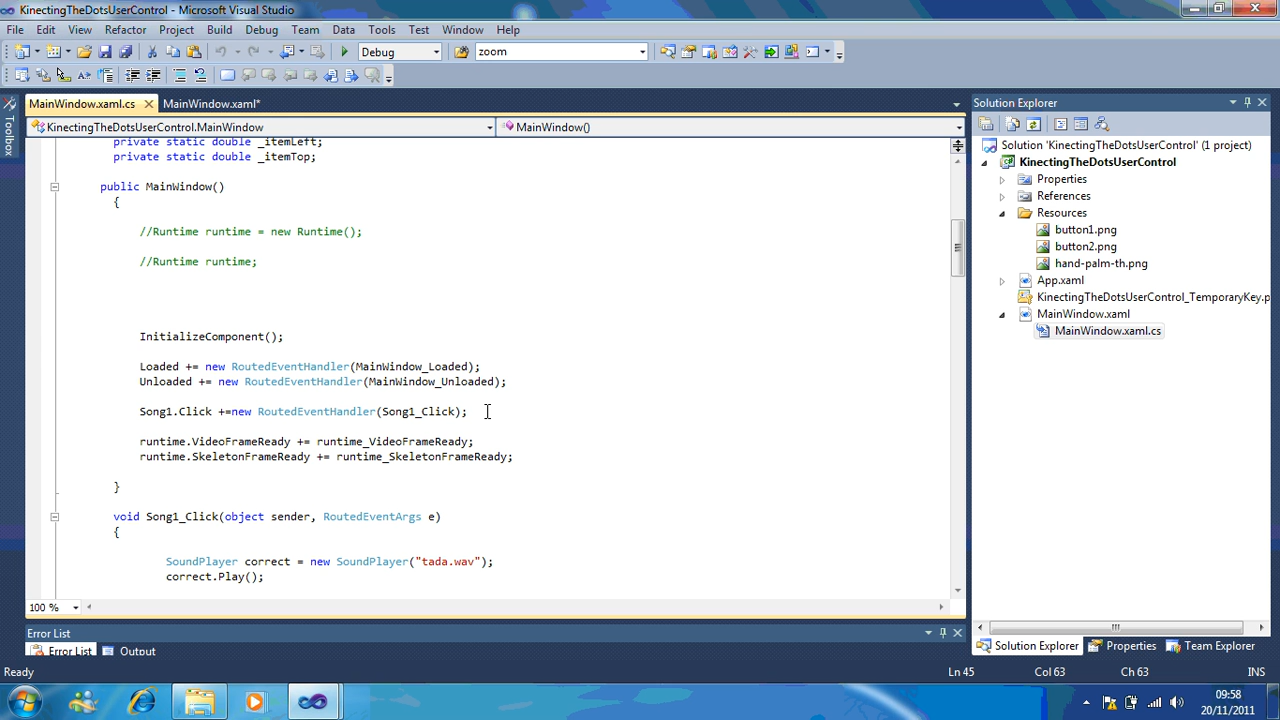 KinectingTheDotsUserControl - Microsoft Visual Studio
File Edit View Refactor Project Build Debug Team Data Tools Test Window Help
Debug zoom
MainWindow.xaml.cs MainWindow.xaml*
KinectingTheDotsUserControl.MainWindow MainWindow()
Toolbox
private static double _itemLeft;
private static double _itemTop;
public MainWindow()
{
//Runtime runtime = new Runtime();
//Runtime runtime;
InitializeComponent();
Loaded += new RoutedEventHandler(MainWindow_Loaded);
Unloaded += new RoutedEventHandler(MainWindow_Unloaded);
Song1.Click +=new RoutedEventHandler(Song1_Click);
runtime.VideoFrameReady += runtime_VideoFrameReady;
runtime.SkeletonFrameReady += runtime_SkeletonFrameReady;
}
void Song1_Click(object sender, RoutedEventArgs e)
{
SoundPlayer correct = new SoundPlayer("tada.wav");
correct.Play();
100 %
Error List
Error List Output
Solution Explorer
Solution 'KinectingTheDotsUserControl' (1 project)
KinectingTheDotsUserControl
Properties
References
Resources
button1.png
button2.png
hand-palm-th.png
App.xaml
KinectingTheDotsUserControl_TemporaryKey.p
MainWindow.xaml
MainWindow.xaml.cs
Solution Explorer Properties Team Explorer
Ready Ln 45 Col 63 Ch 63 INS
09:58
20/11/2011